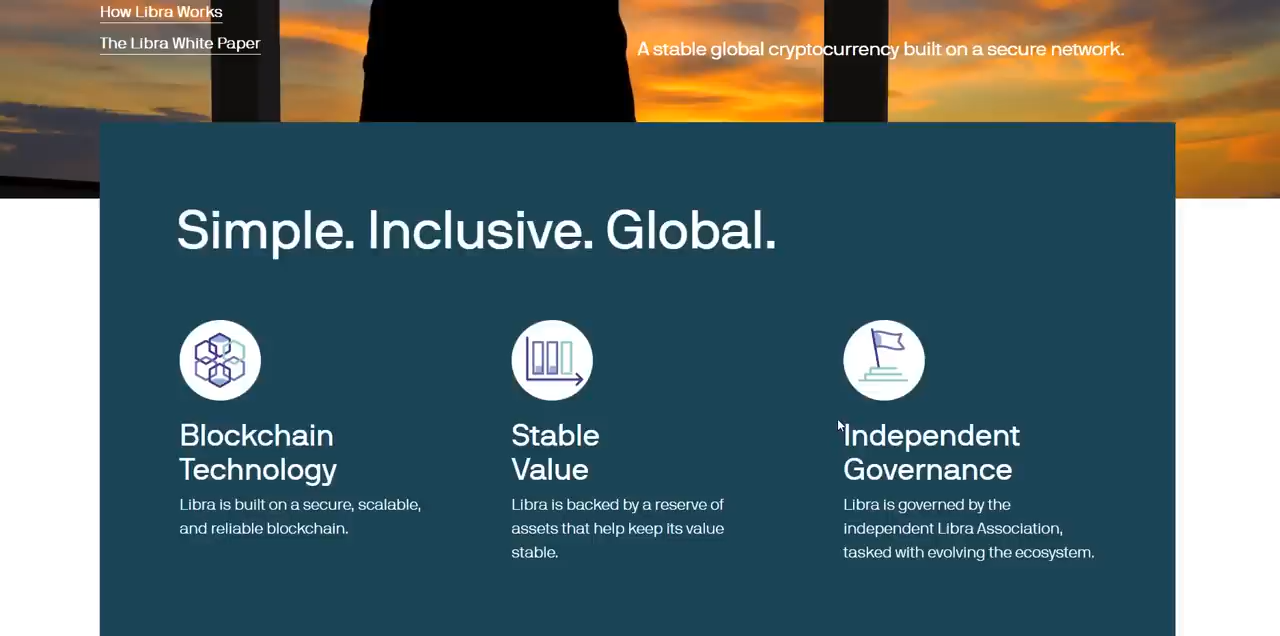 How Libra Works
The Libra White Paper
A stable global cryptocurrency built on a secure network.
Simple. Inclusive. Global.
Blockchain
Technology
Libra is built on a secure, scalable,
and reliable blockchain.
Stable
Value
Libra is backed by a reserve of
assets that help keep its value
stable.
Independent
Governance
Libra is governed by the
independent Libra Association,
tasked with evolving the ecosystem.